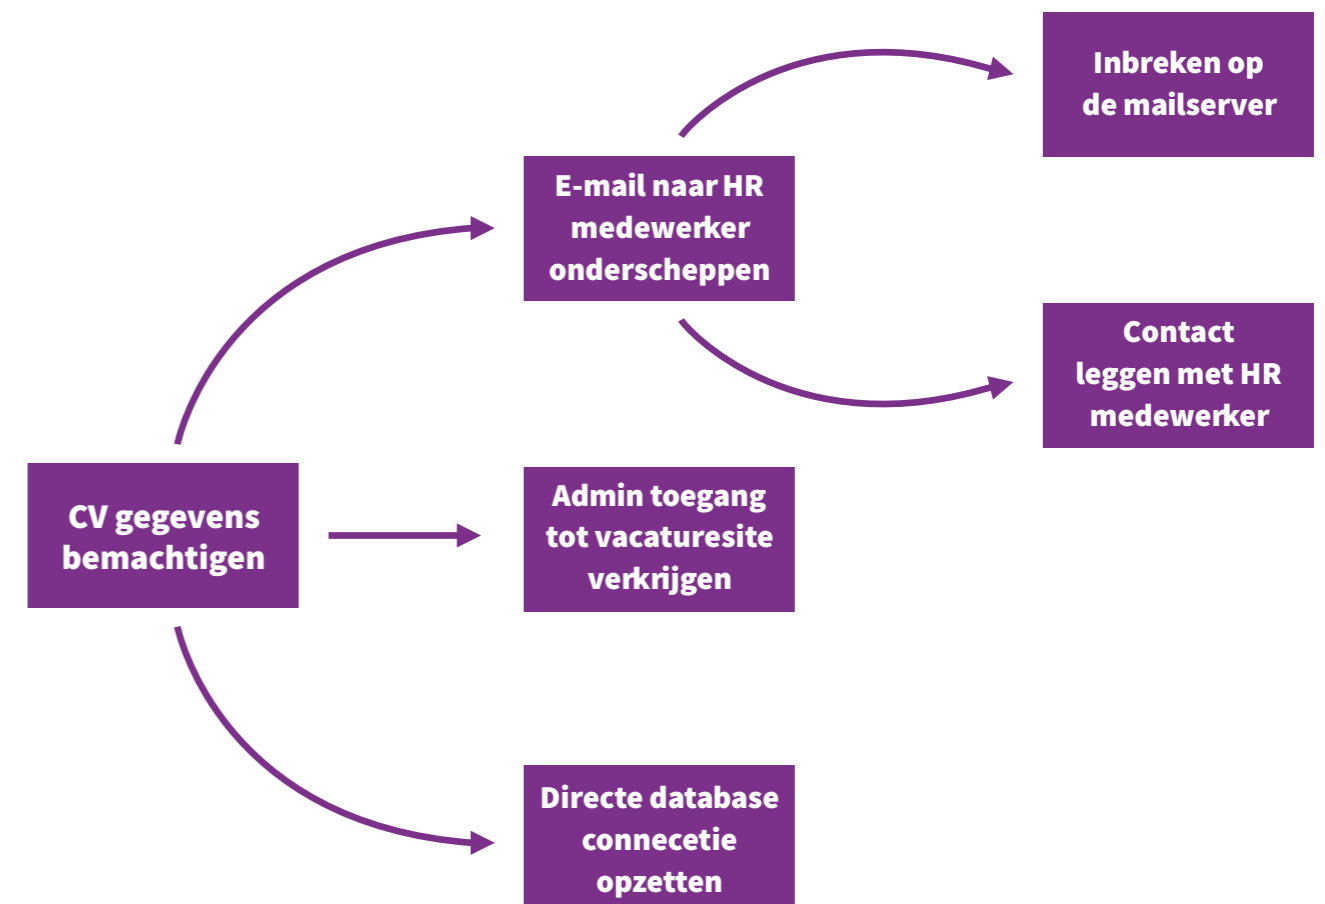 Inbreken op
de mailserver
E-mail naar HR
medewerker
onderscheppen
Contact
leggen met HR
medewerker
CV gegevens
bemachtigen
Admin toegang
tot vacaturesite
verkrijgen
Directe database
connecetie
opzetten